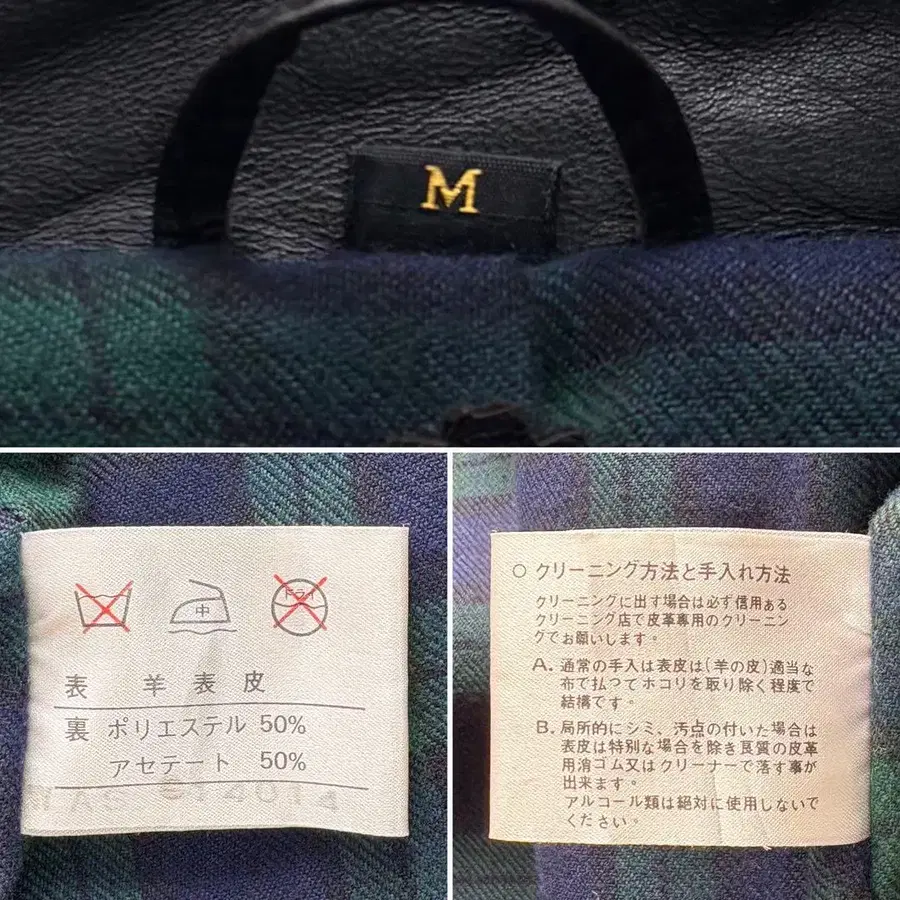 M
ドライ
中
表 羊表皮
裏 ポリエステル 50%
アセテート 50%
○ クリーニング方法と手入れ方法
クリーニングに出す場合は必ず信用ある
クリーニング店で皮革専用のクリーニン
グでお願いします。
A. 通常の手入は表皮は(羊の皮)適当な
布で払つてホコリを取り除く程度で
結構です。
B. 局所的にシミ、汚点の付いた場合は
表皮は特別な場合を除き良質の皮革
用消ゴム又はクリーナーで落す事が
出来ます。
アルコール類は絶対に使用しないで
ください。